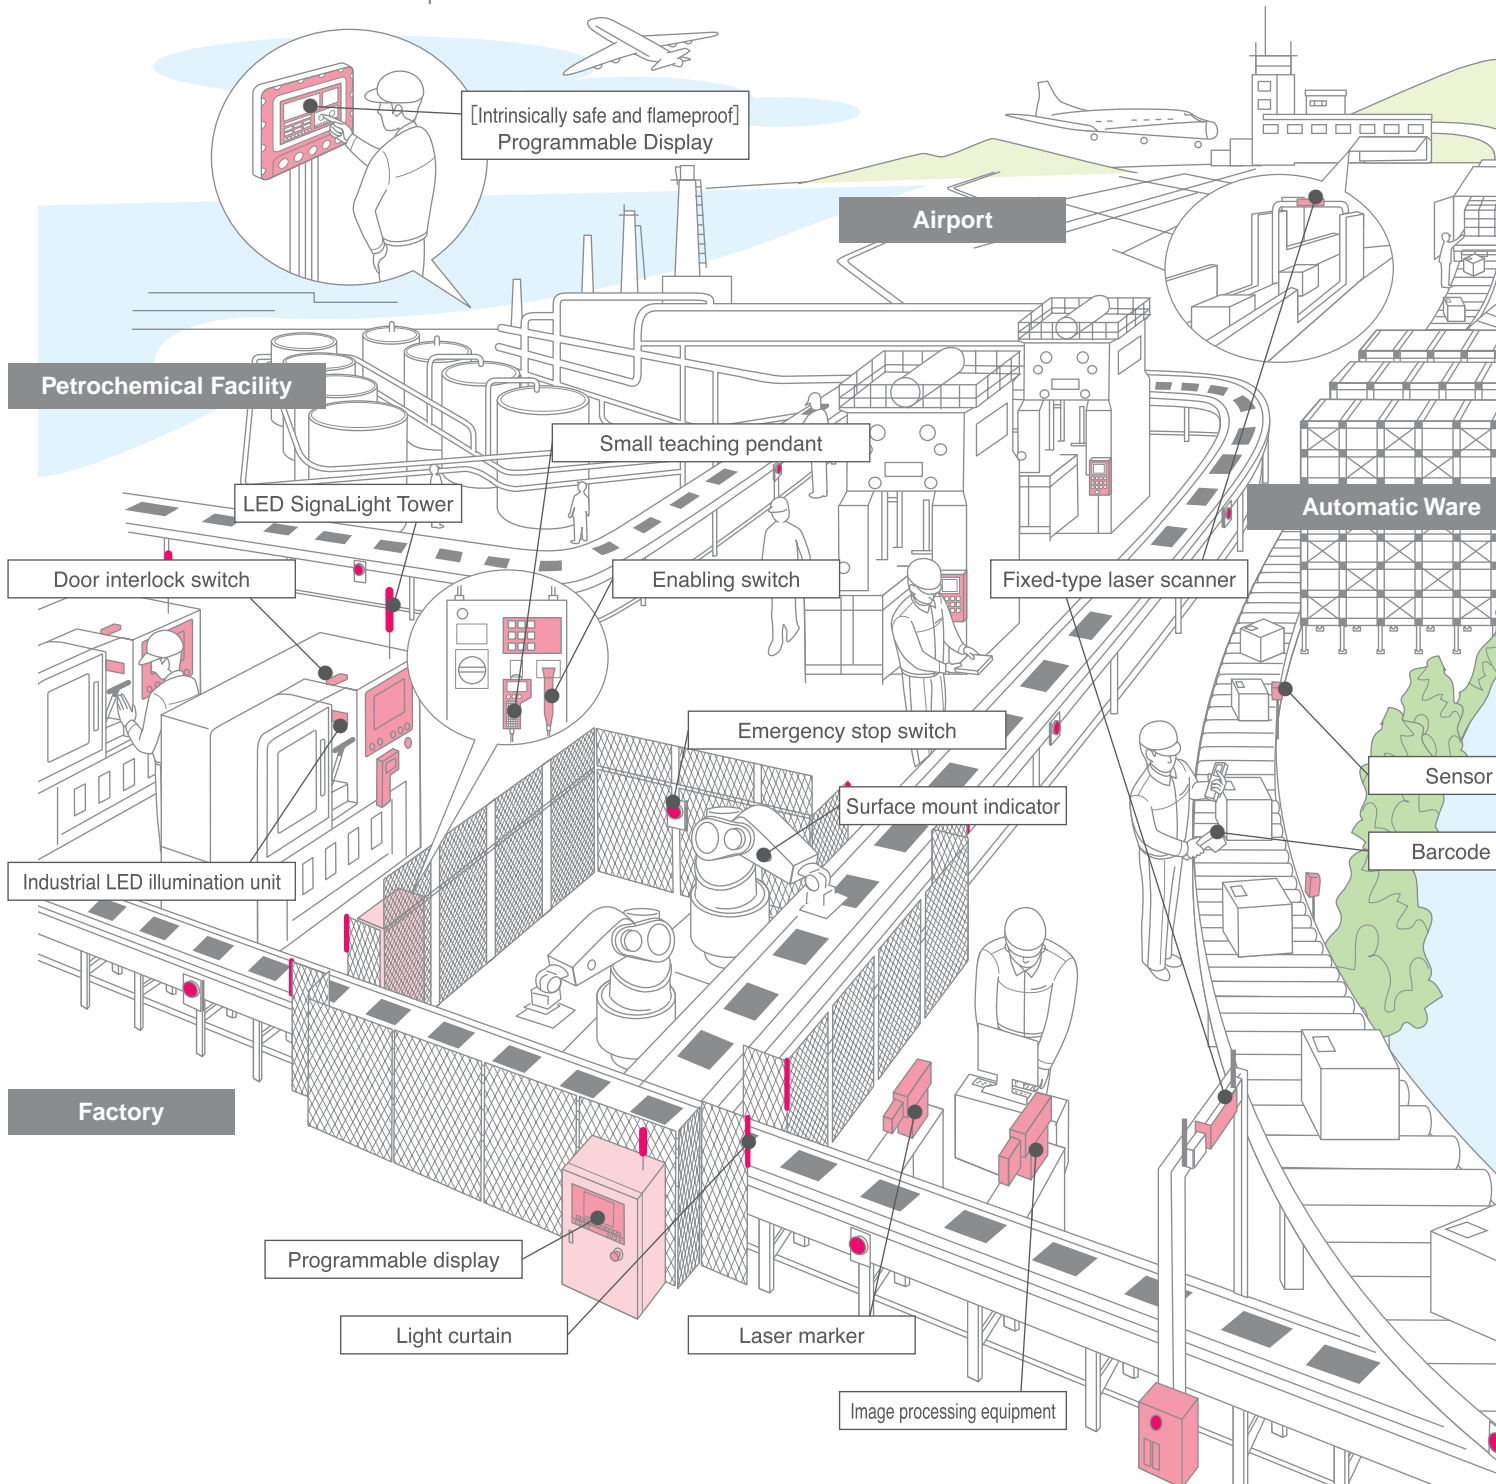 [Intrinsically safe and flameproof]
Programmable Display
Airport
Petrochemical Facility
Small teaching pendant
LED SignaLight Tower
Automatic Ware
Door interlock switch
Enabling switch
Fixed-type laser scanner
Emergency stop switch
Sensor
Surface mount indicator
Barcode
Industrial LED illumination unit
Factory
Programmable display
Light curtain
Laser marker
Image processing equipment